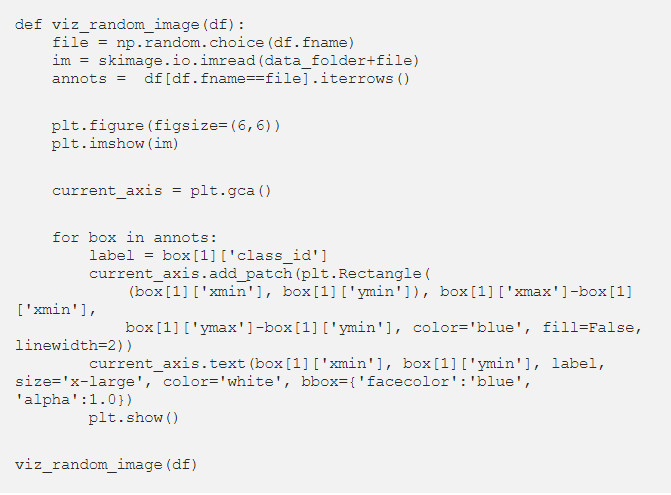 def viz_random_image(df):
    file = np.random.choice(df.fname)
    im = skimage.io.imread(data_folder+file)
    annots =  df[df.fname==file].iterrows()
    plt.figure(figsize=(6,6))
    plt.imshow(im)
    current_axis = plt.gca()
    for box in annots:
        label = box[1]['class_id']
        current_axis.add_patch(plt.Rectangle(
            (box[1]['xmin'], box[1]['ymin']), box[1]['xmax']-box[1]
['xmin'],
            box[1]['ymax']-box[1]['ymin'], color='blue', fill=False,
linewidth=2))
        current_axis.text(box[1]['xmin'], box[1]['ymin'], label,
size='x-large', color='white', bbox={'facecolor':'blue',
'alpha':1.0})
        plt.show()
viz_random_image(df)